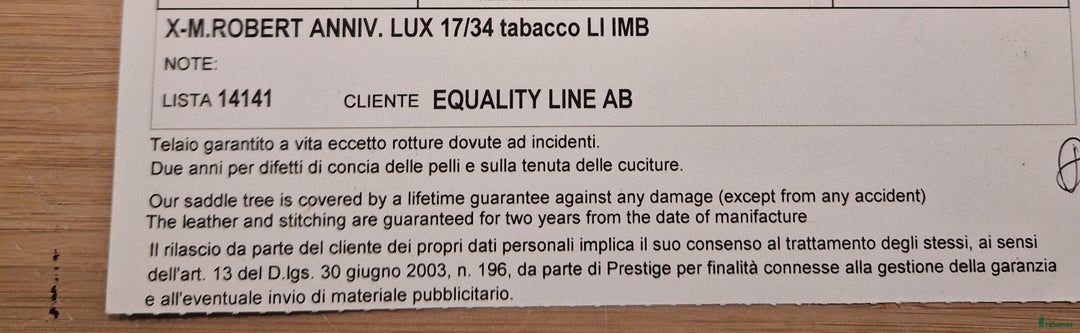 X-M.ROBERT ANNIV. LUX 17/34 tabacco LI IMB
NOTE:
LISTA 14141 CLIENTE EQUALITY LINE AB
Telaio garantito a vita eccetto rotture dovute ad incidenti.
Due anni per difetti di concia delle pelli e sulla tenuta delle cuciture.
Our saddle tree is covered by a lifetime guarantee against any damage (except from any accident)
The leather and stitching are guaranteed for two years from the date of manifacture
Il rilascio da parte del cliente dei propri dati personali implica il suo consenso al trattamento degli stessi, ai sensi
dell'art. 13 del D.lgs. 30 giugno 2003, n. 196, da parte di Prestige per finalità connesse alla gestione della garanzia
e all'eventuale invio di materiale pubblicitario.
Hästnet